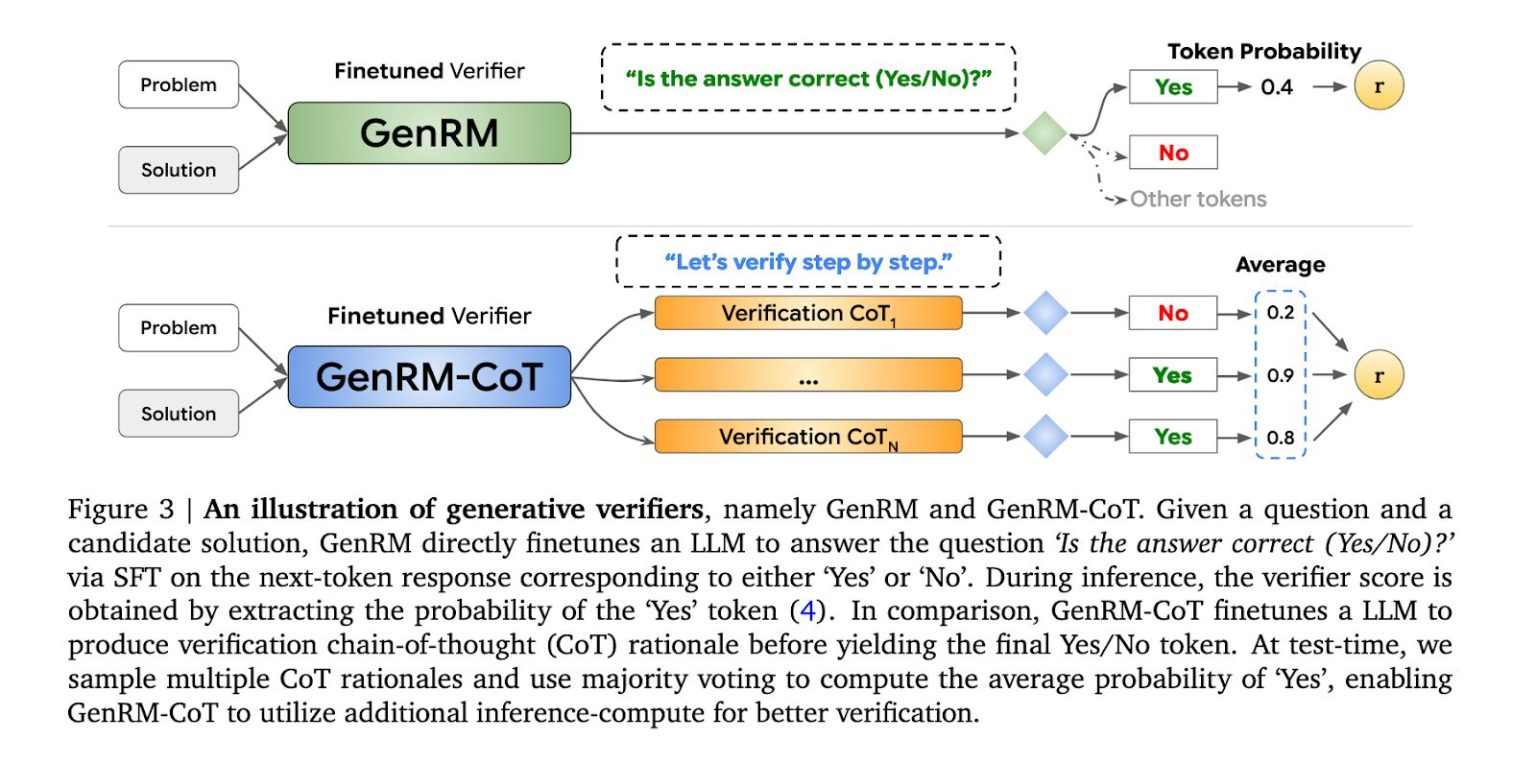 Problem
Solution
Finetuned Verifier
GenRM
“Is the answer correct (Yes/No)?”
Token Probability
Yes
0.4
r
No
Other tokens
Problem
Solution
Finetuned Verifier
GenRM-CoT
“Let’s verify step by step.”
Average
Verification CoT1
No
0.2
...
Yes
0.9
r
Verification CoTN
Yes
0.8
Figure 3 | An illustration of generative verifiers, namely GenRM and GenRM-CoT. Given a question and a
candidate solution, GenRM directly finetunes an LLM to answer the question ‘Is the answer correct (Yes/No)?’
via SFT on the next-token response corresponding to either ‘Yes’ or ‘No’. During inference, the verifier score is
obtained by extracting the probability of the ‘Yes’ token (4). In comparison, GenRM-CoT finetunes a LLM to
produce verification chain-of-thought (CoT) rationale before yielding the final Yes/No token. At test-time, we
sample multiple CoT rationales and use majority voting to compute the average probability of ‘Yes’, enabling
GenRM-CoT to utilize additional inference-compute for better verification.